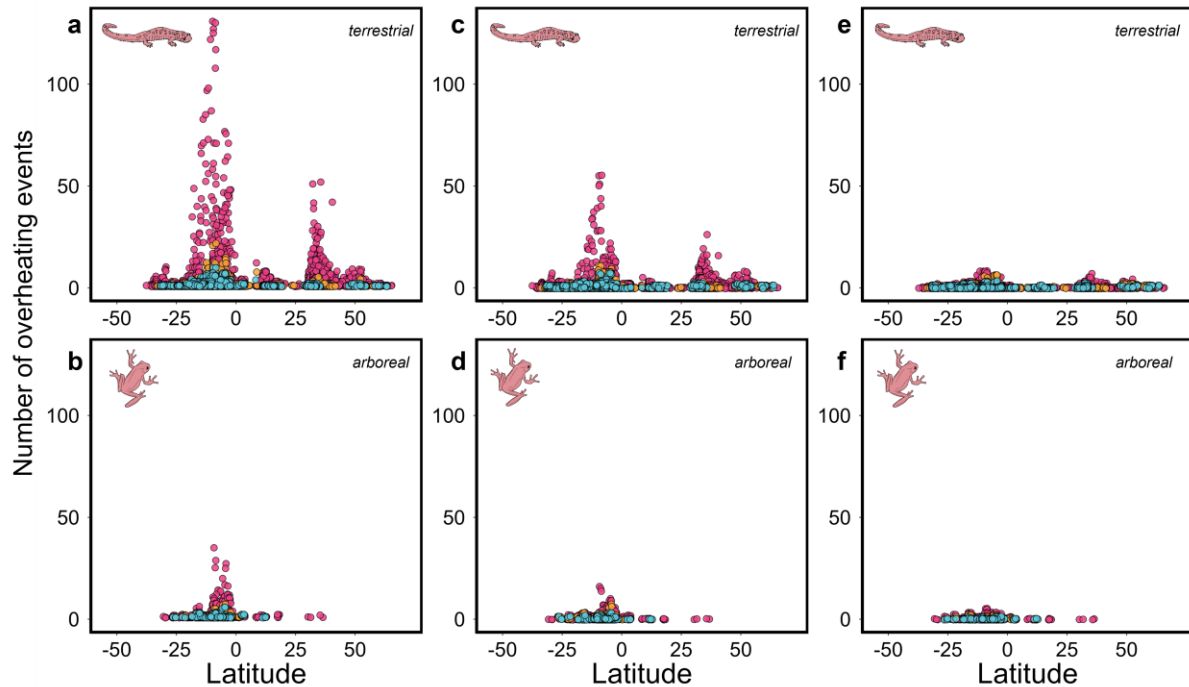 a terrestrial c terrestrial e terrestrial
100 100 100
50 50 50
0 0 0
-50 -25 0 25 50 -50 -25 0 25 50 -50 -25 0 25 50
Number of overheating events
b arboreal d arboreal f arboreal
100 100 100
50 50 50
0 0 0
-50 -25 0 25 50 -50 -25 0 25 50 -50 -25 0 25 50
Latitude Latitude Latitude